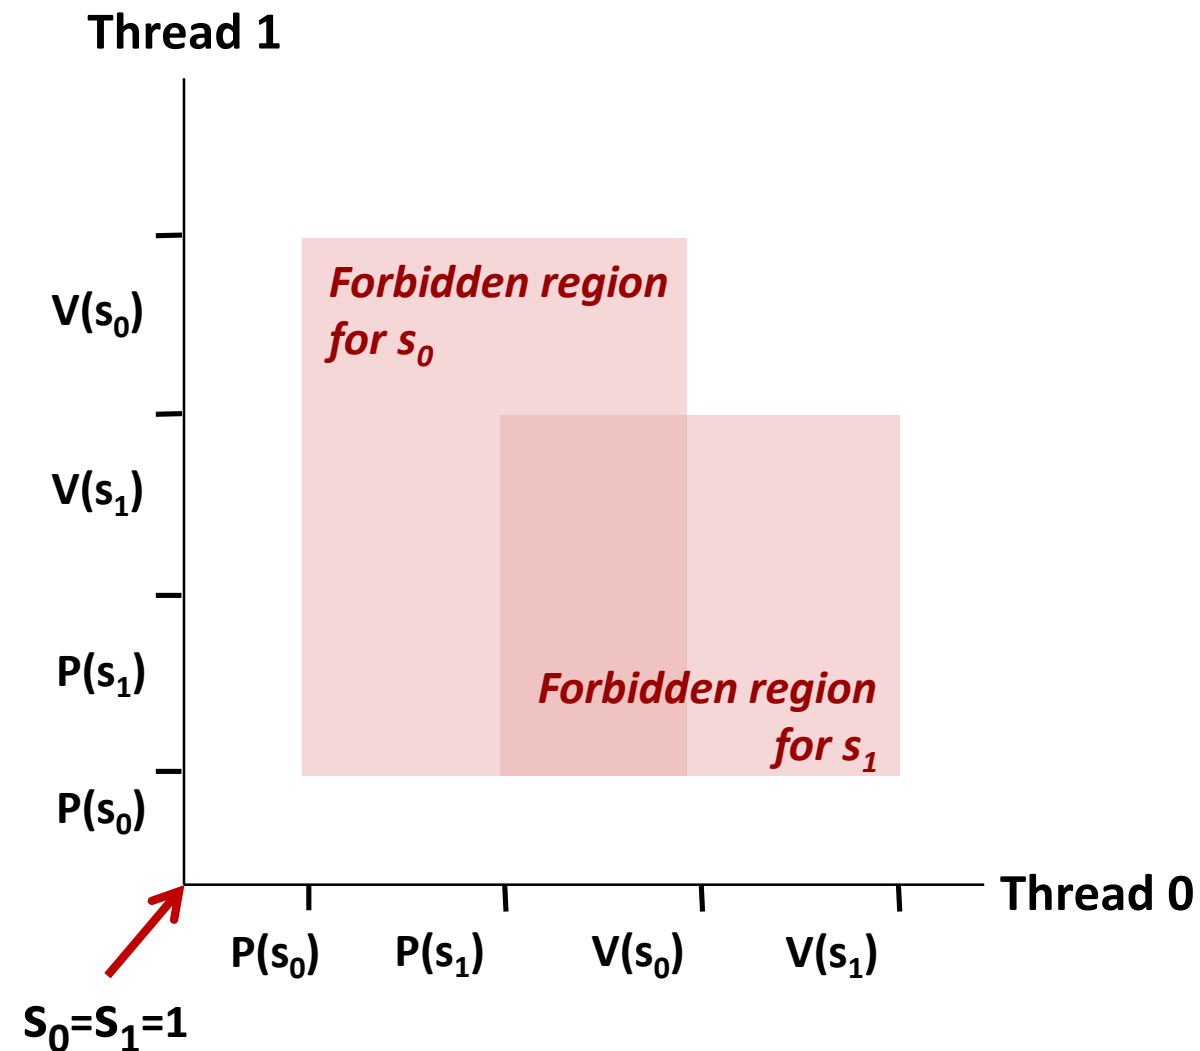 Thread 1
Forbidden region
for s₀
V(s₀)
V(s₁)
P(s₁)
Forbidden region
for s₁
P(s₀)
Thread 0
P(s₀) P(s₁) V(s₀) V(s₁)
s₀=s₁=1